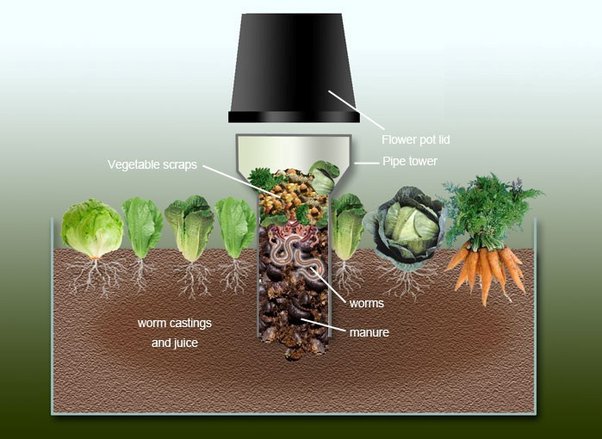 Flower pot lid
Pipe tower
Vegetable scraps
worms
worm castings
and juice
manure